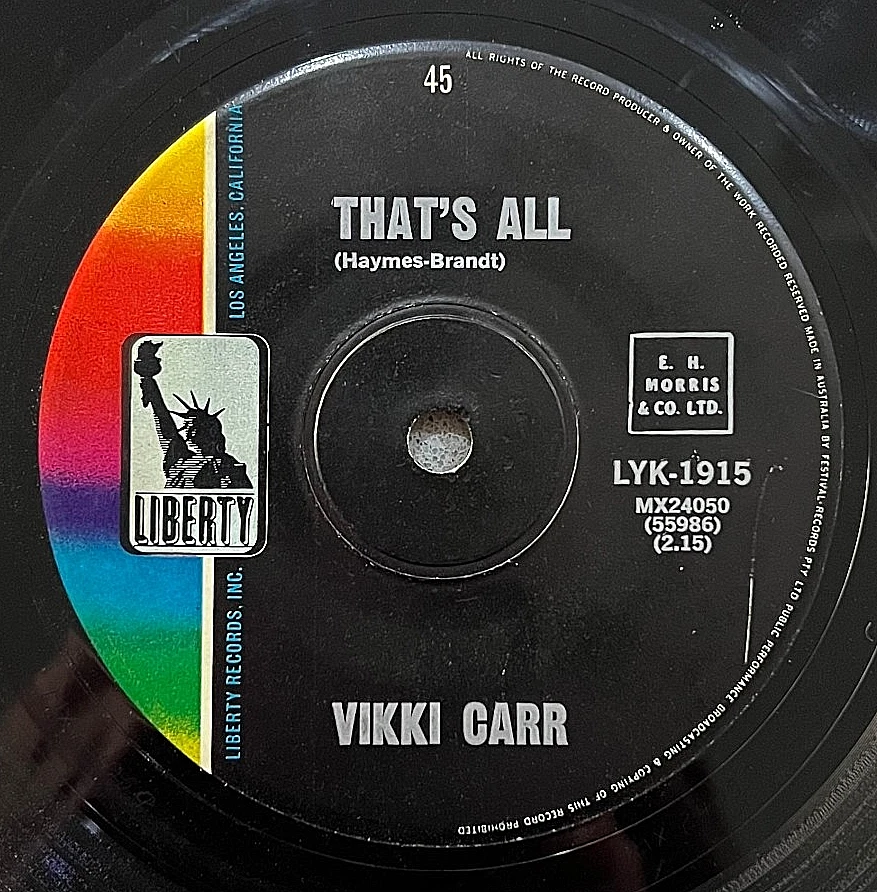 45
ALL RIGHTS OF THE RECORD PRODUCER & OWNER OF THE WORK RECORDED RESERVED MADE IN AUSTRALIA BY FESTIVAL RECORDS PTY LTD PUBLIC PERFORMANCE BROADCASTING & COPYING OF THIS RECORD PROHIBITED
THAT'S ALL
(Haymes-Brandt)
LIBERTY RECORDS, INC.
LOS ANGELES, CALIFORNIA
LIBERTY
E. H.
MORRIS
& CO. LTD.
LYK-1915
MX24050
(55986)
(2.15)
VIKKI CARR